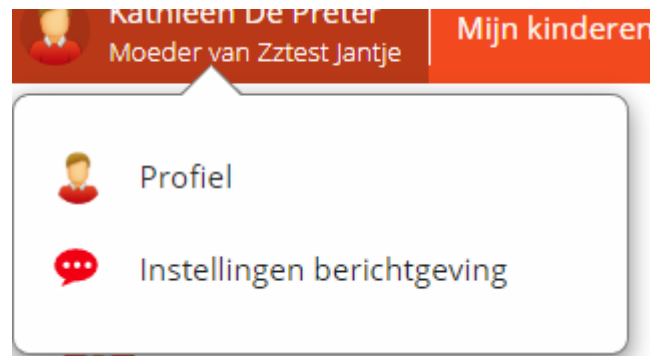 Kathleen De Preter
Moeder van Zztest Jantje
Mijn kinderen
Profiel
Instellingen berichtgeving